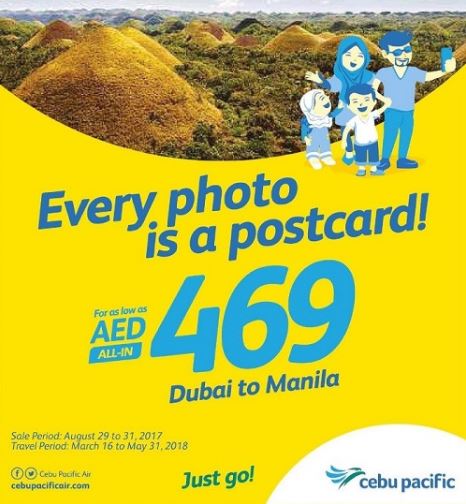 Every photo
is a postcard!
For as low as
AED
ALL-IN
469
Dubai to Manila
Sale Period: August 29 to 31, 2017
Travel Period: March 16 to May 31, 2018
Cebu Pacific Air
cebupacificair.com
Just go!
cebu pacific